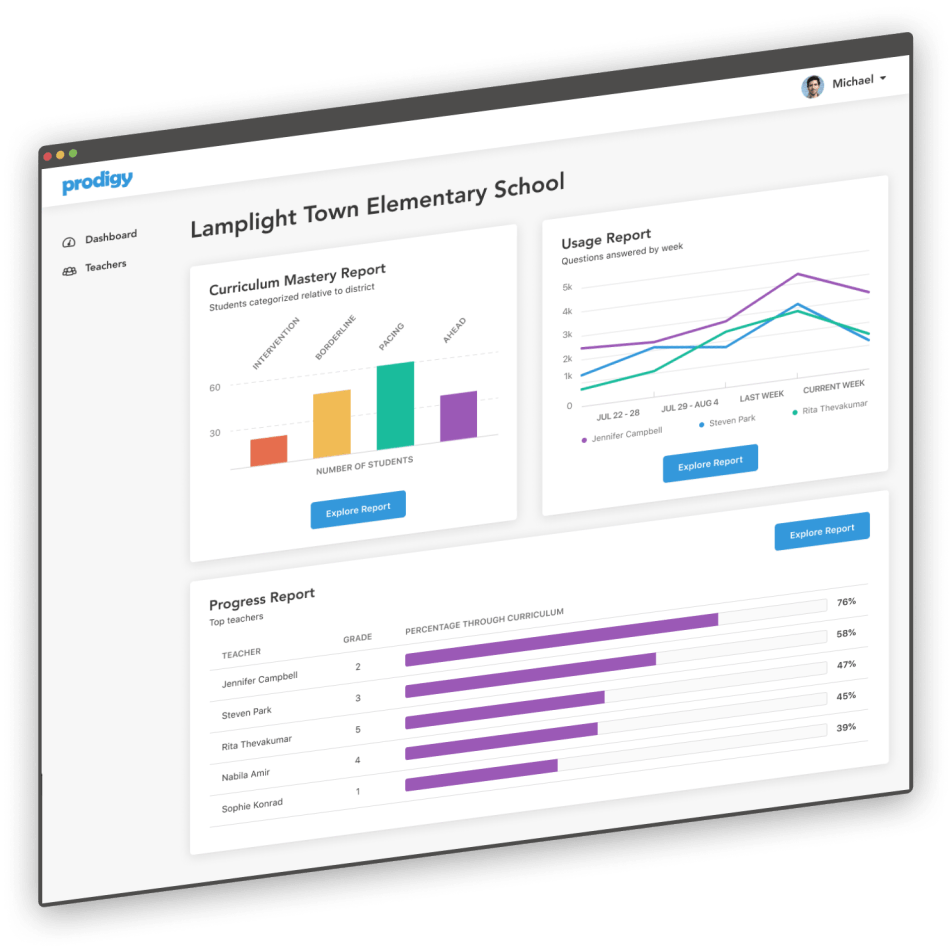 Michael
prodigy
Dashboard
Teachers
Lamplight Town Elementary School
Curriculum Mastery Report
Students categorized relative to district
INTERVENTION
BORDERLINE
PACING
AHEAD
60
30
NUMBER OF STUDENTS
Explore Report
Usage Report
Questions answered by week
5k
4k
3k
2k
1k
0
JUL 22 - 28
JUL 29 - AUG 4
LAST WEEK
CURRENT WEEK
Jennifer Campbell
Steven Park
Rita Thevakumar
Explore Report
Progress Report
Top teachers
Explore Report
TEACHER GRADE PERCENTAGE THROUGH CURRICULUM
Jennifer Campbell 2 76%
Steven Park 3 58%
Rita Thevakumar 5 47%
Nabila Amir 4 45%
Sophie Konrad 1 39%